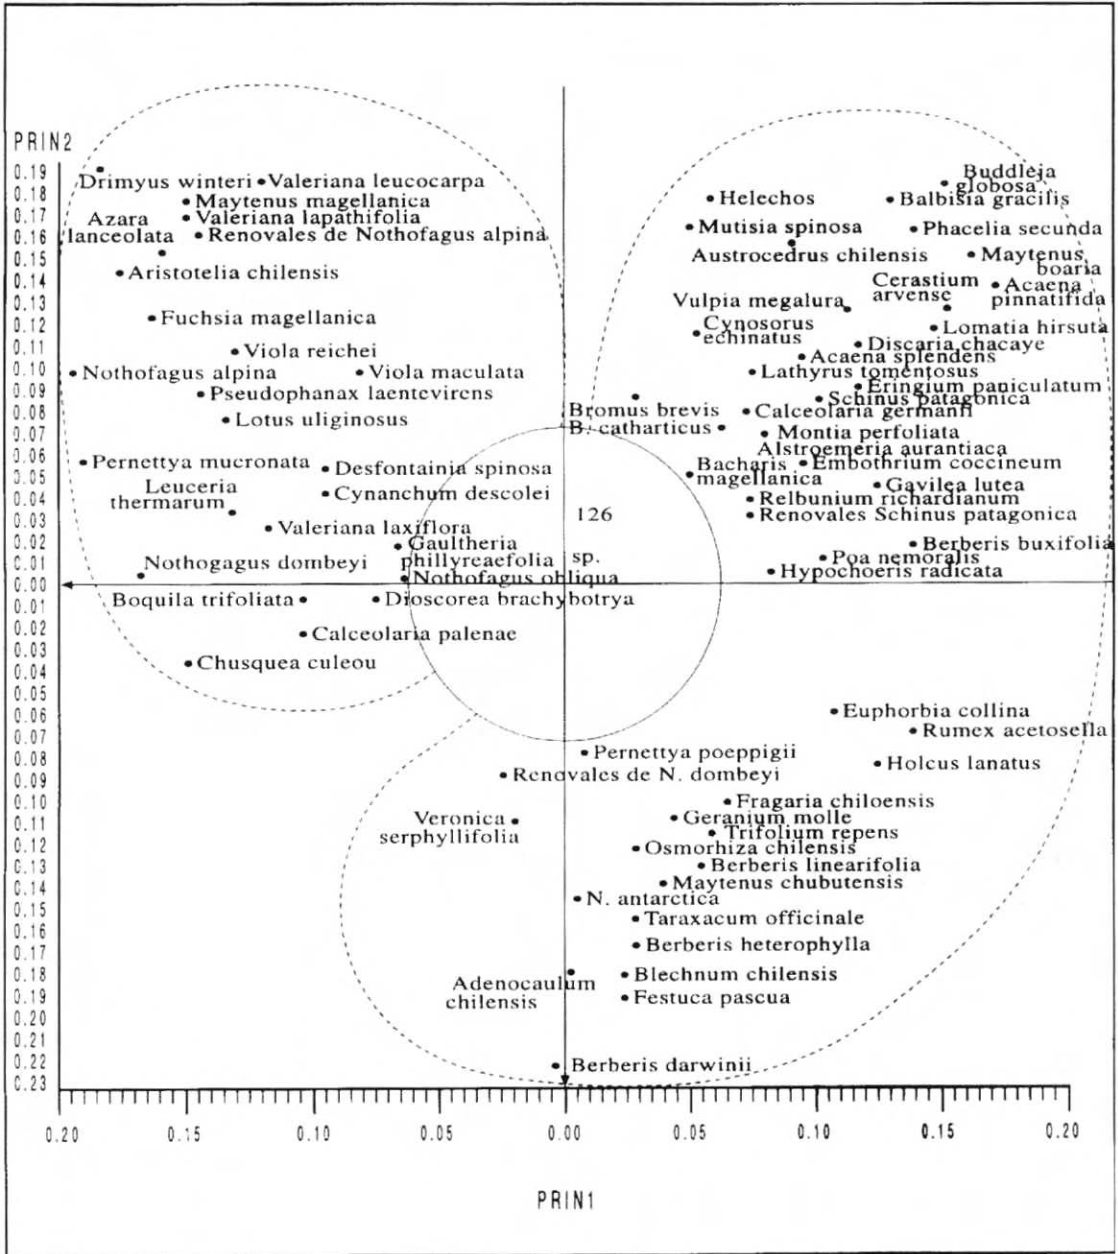 PRIN2
0.19
0.18
0.17
0.16
0.15
0.14
0.13
0.12
0.11
0.10
0.09
0.08
0.07
0.06
0.05
0.04
0.03
0.02
0.01
0.00
0.01
0.02
0.03
0.04
0.05
0.06
0.07
0.08
0.09
0.10
0.11
0.12
0.13
0.14
0.15
0.16
0.17
0.18
0.19
0.20
0.21
0.22
0.23
Drimyus winteri
Valeriana leucocarpa
Maytenus magellanica
Azara
lanceolata
Valeriana lapathifolia
Renovales de Nothofagus alpina
Aristotelia chilensis
Fuchsia magellanica
Viola reichei
Nothofagus alpina
Viola maculata
Pseudophanax laentevirens
Lotus uliginosus
Pernettya mucronata
Desfontainia spinosa
Leuceria
thermarum
Cynanchum descolei
Valeriana laxiflora
Gaultheria
phillyreaefolia
Nothogagus dombeyi
Nothofagus obliqua
Boquila trifoliata
Dioscorea brachybotrya
Calceolaria palenae
Chusquea culeou
126
sp.
Buddleja
globosa
Helechos
Balbisia gracilis
Mutisia spinosa
Phacelia secunda
Austrocedrus chilensis
Maytenus
boaria
Cerastium
arvense
Acaena
pinnatifida
Vulpia megalura
Cynosorus
echinatus
Lomatia hirsuta
Discaria chacaye
Acaena splendens
Lathyrus tomentosus
Eringium paniculatum
Schinus patagonica
Bromus brevis
Calceolaria germanii
B. catharticus
Montia perfoliata
Alstroemeria aurantiaca
Bacharis
magellanica
Embothrium coccineum
Gavilea lutea
Relbunium richardianum
Renovales Schinus patagonica
Berberis buxifolia
Poa nemoralis
Hypochoeris radicata
Euphorbia collina
Rumex acetosella
Pernettya poeppigii
Holcus lanatus
Renovales de N. dombeyi
Fragaria chiloensis
Veronica
serphyllifolia
Geranium molle
Trifolium repens
Osmorhiza chilensis
Berberis linearifolia
Maytenus chubutensis
N. antarctica
Taraxacum officinale
Berberis heterophylla
Adenocaulum
chilensis
Blechnum chilensis
Festuca pascua
Berberis darwinii
0.20 0.15 0.10 0.05 0.00 0.05 0.10 0.15 0.20
PRIN1